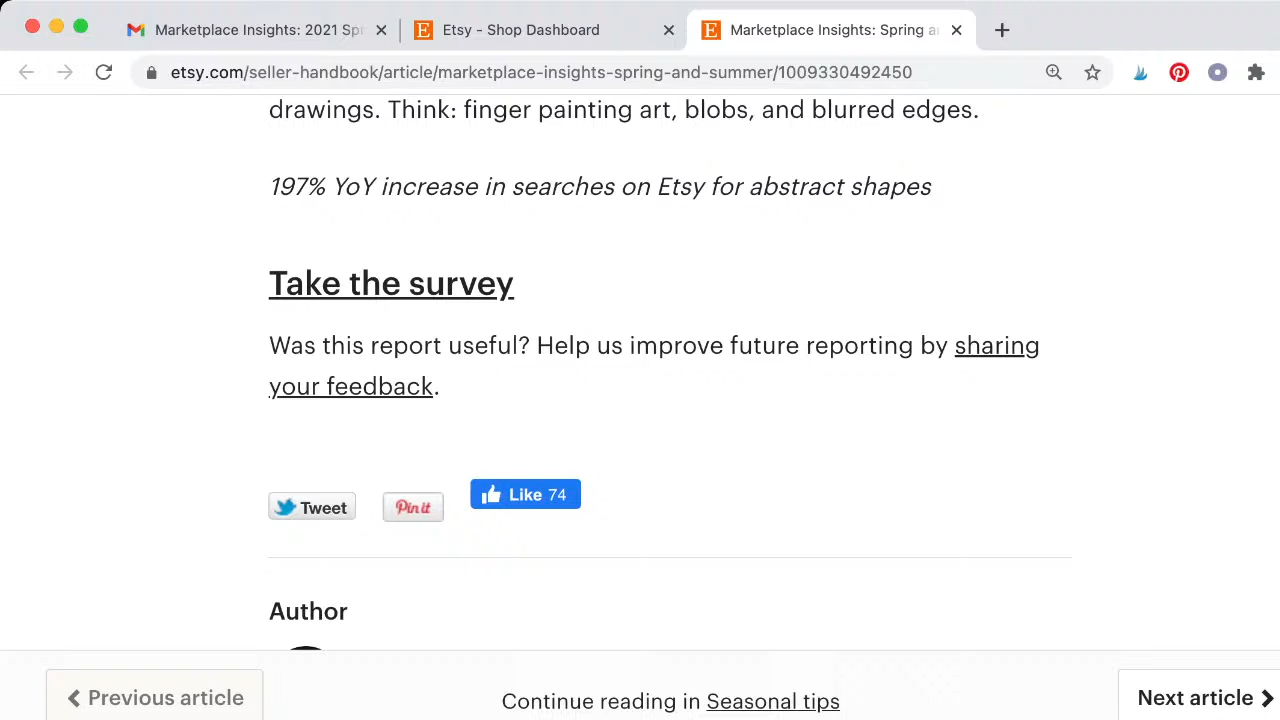 Marketplace Insights: 2021 Spr
Etsy - Shop Dashboard
Marketplace Insights: Spring a
etsy.com/seller-handbook/article/marketplace-insights-spring-and-summer/1009330492450
drawings. Think: finger painting art, blobs, and blurred edges.
197% YoY increase in searches on Etsy for abstract shapes
Take the survey
Was this report useful? Help us improve future reporting by sharing
your feedback.
Tweet
Pin it
Like 74
Author
Previous article
Continue reading in Seasonal tips
Next article